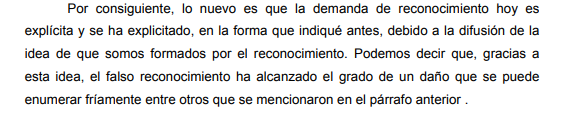 Por consiguiente, lo nuevo es que la demanda de reconocimiento hoy es
explícita y se ha explicitado, en la forma que indiqué antes, debido a la difusión de la
idea de que somos formados por el reconocimiento. Podemos decir que, gracias a
esta idea, el falso reconocimiento ha alcanzado el grado de un daño que se puede
enumerar fríamente entre otros que se mencionaron en el párrafo anterior .